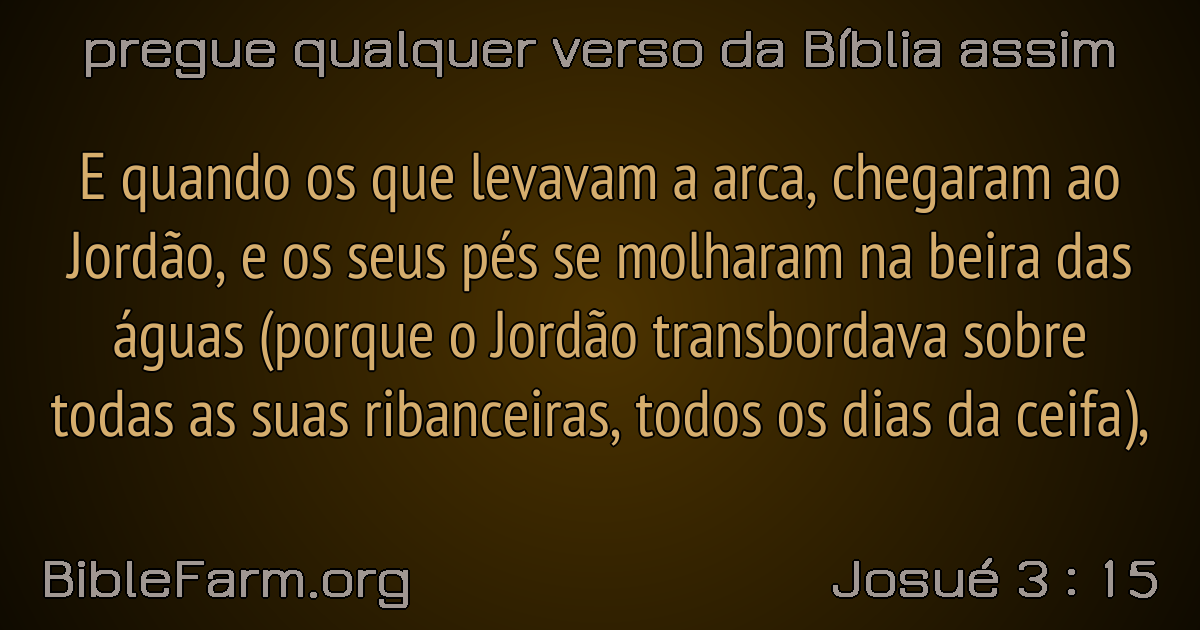 pregue qualquer verso da Bíblia assim
E quando os que levavam a arca, chegaram ao
Jordão, e os seus pés se molharam na beira das
águas (porque o Jordão transbordava sobre
todas as suas ribanceiras, todos os dias da ceifa),
BibleFarm.org
Josué 3 : 15